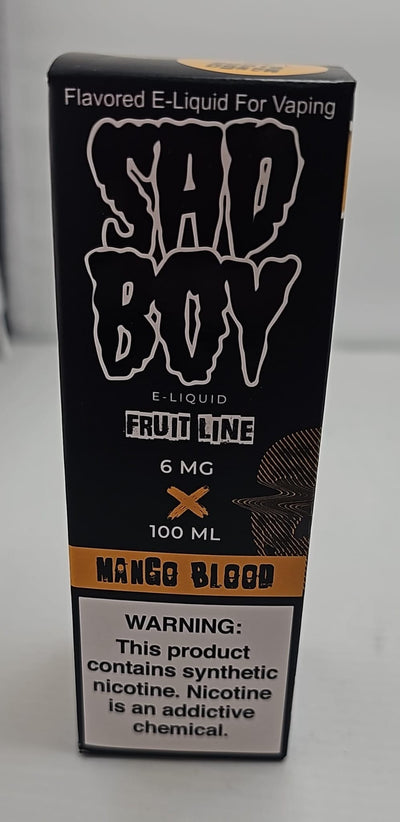 Flavored E-Liquid For Vaping
SAD
BOY
E-LIQUID
FRUIT LINE
6 MG
X
100 ML
MANGO BLOOD
WARNING:
This product
contains synthetic
nicotine. Nicotine
is an addictive
chemical.